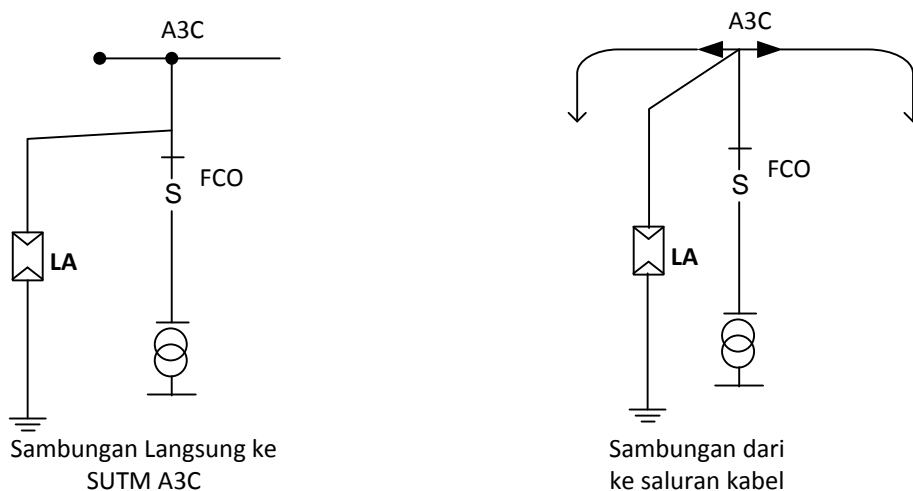 A3C
FCO
S
LA
Sambungan Langsung ke
SUTM A3C
A3C
FCO
S
LA
Sambungan dari
ke saluran kabel